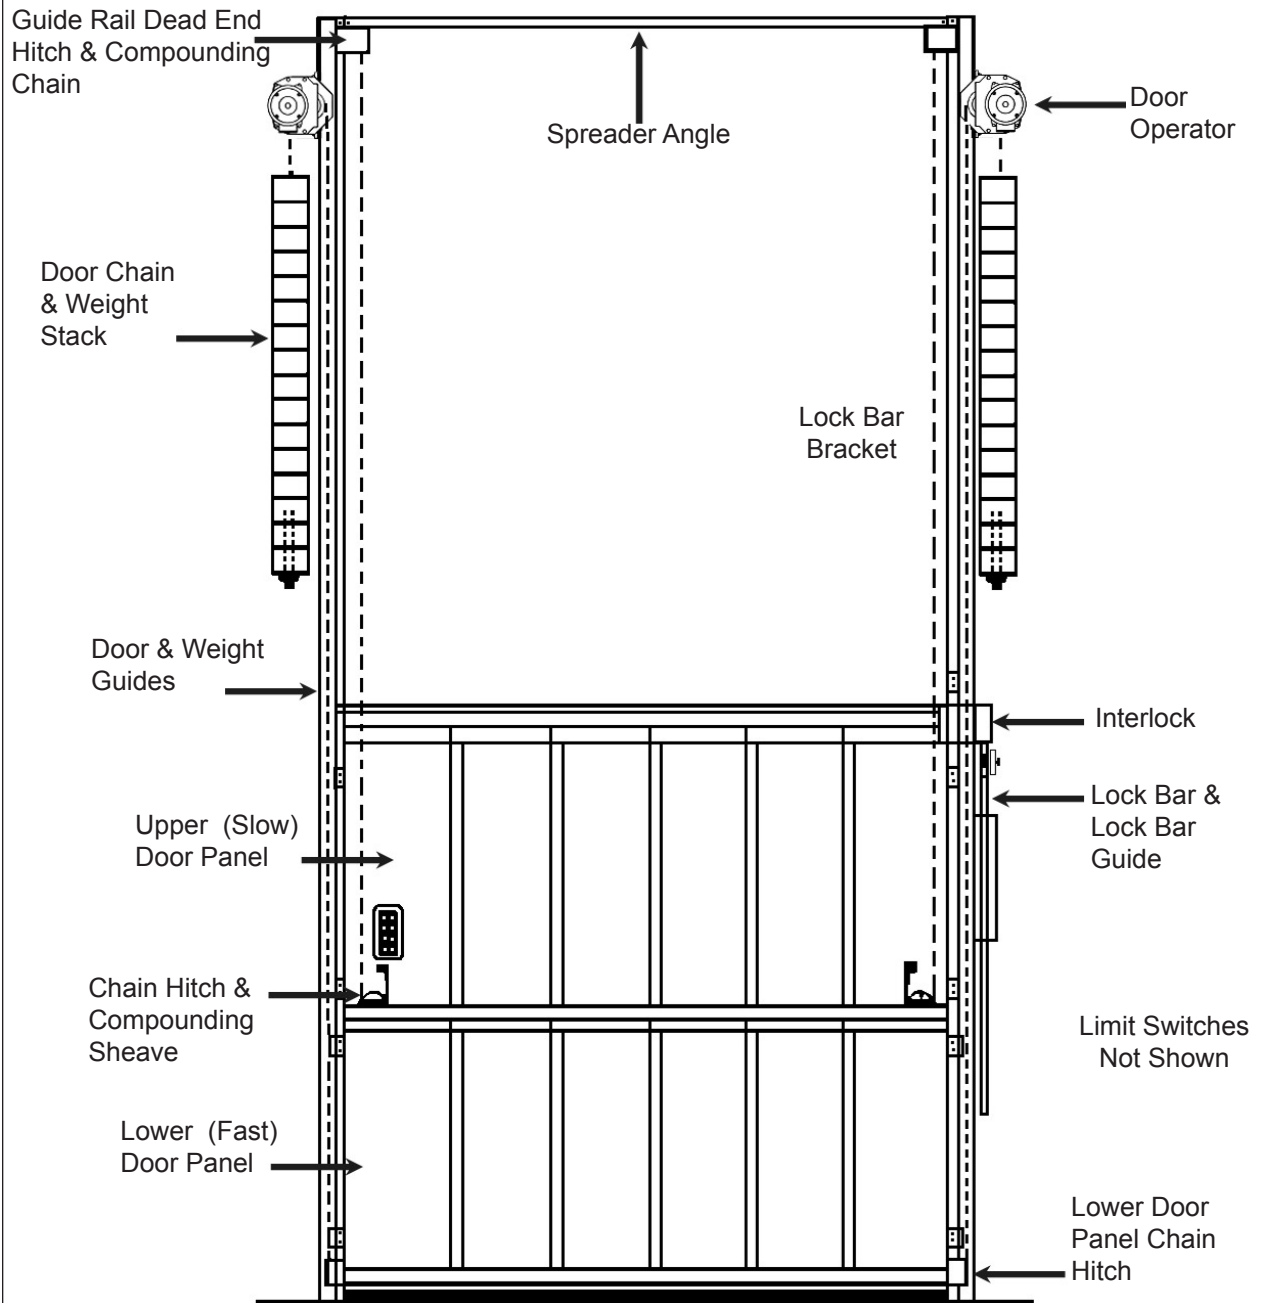 Guide Rail Dead End
Hitch & Compounding
Chain
Spreader Angle
Door
Operator
Door Chain
& Weight
Stack
Lock Bar
Bracket
Door & Weight
Guides
Interlock
Lock Bar &
Lock Bar
Guide
Upper (Slow)
Door Panel
Chain Hitch &
Compounding
Sheave
Limit Switches
Not Shown
Lower (Fast)
Door Panel
Lower Door
Panel Chain
Hitch